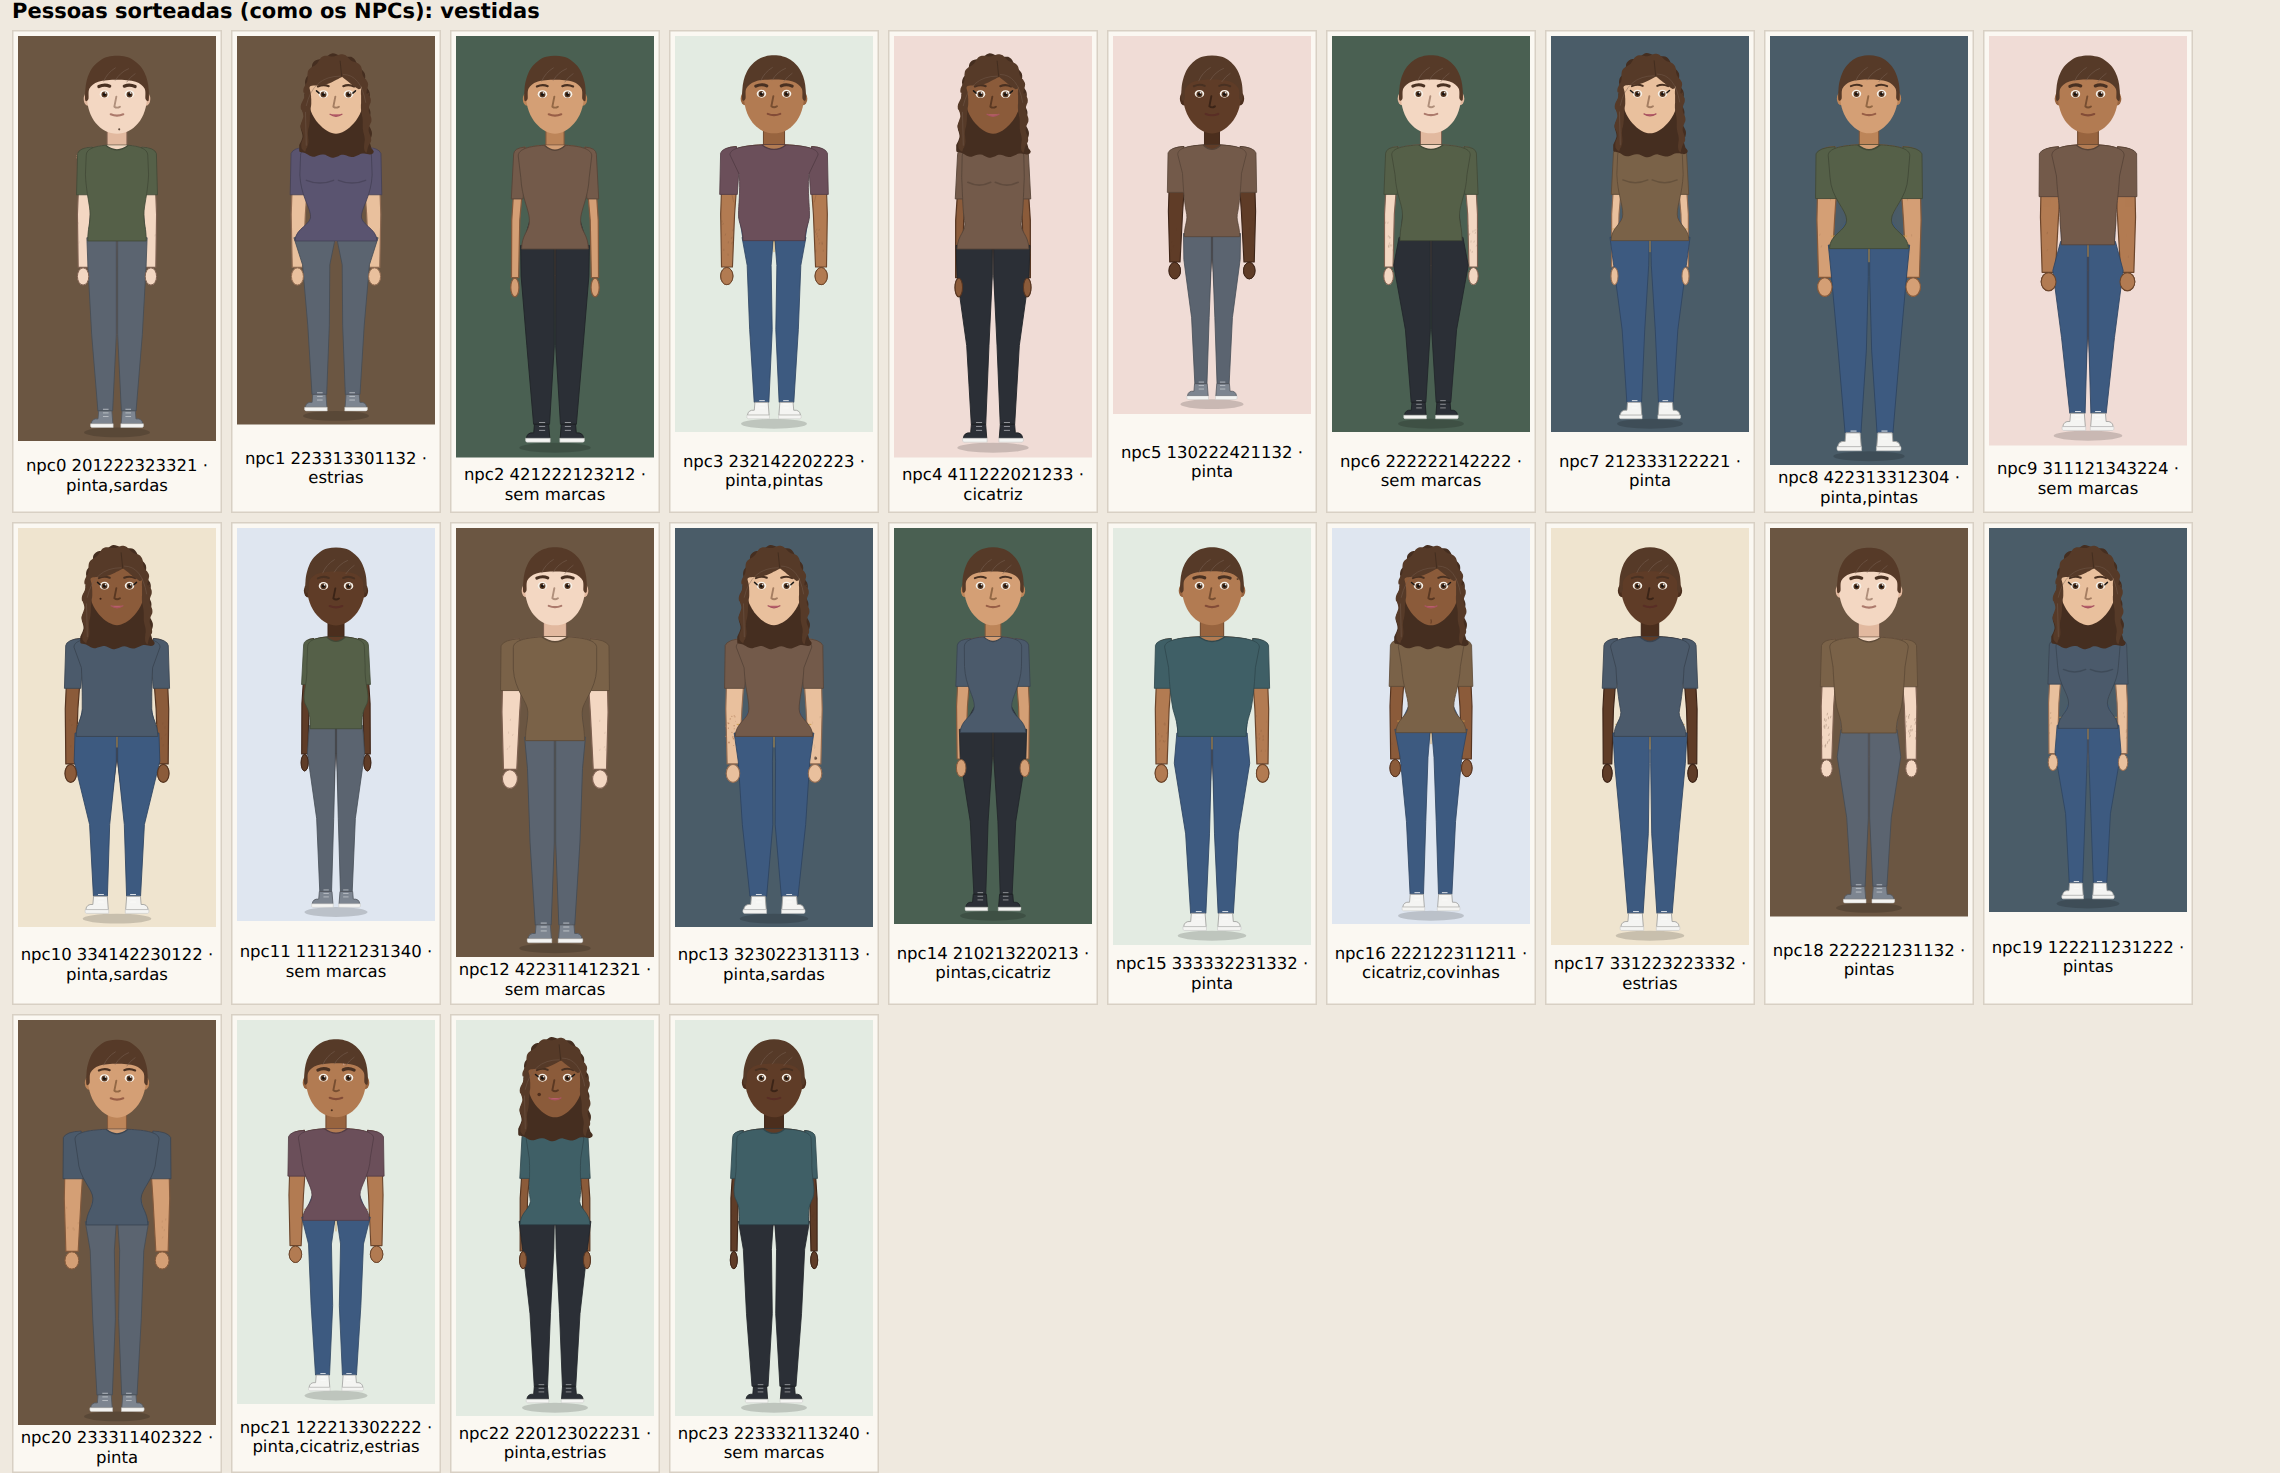 Pessoas sorteadas (como os NPCs): vestidas
npc0 201222323321 ·
pinta,sardas
npc1 223313301132 ·
estrias
npc2 421222123212 ·
sem marcas
npc3 232142202223 ·
pinta,pintas
npc4 411222021233 ·
cicatriz
npc5 130222421132 ·
pinta
npc6 222222142222 ·
sem marcas
npc7 212333122221 ·
pinta
npc8 422313312304 ·
pinta,pintas
npc9 311121343224 ·
sem marcas
npc10 334142230122 ·
pinta,sardas
npc11 111221231340 ·
sem marcas
npc12 422311412321 ·
sem marcas
npc13 323022313113 ·
pinta,sardas
npc14 210213220213 ·
pintas,cicatriz
npc15 333332231332 ·
pinta
npc16 222122311211 ·
cicatriz,covinhas
npc17 331223223332 ·
estrias
npc18 222221231132 ·
pintas
npc19 122211231222 ·
pintas
npc20 233311402322 ·
pinta
npc21 122213302222 ·
pinta,cicatriz,estrias
npc22 220123022231 ·
pinta,estrias
npc23 223332113240 ·
sem marcas